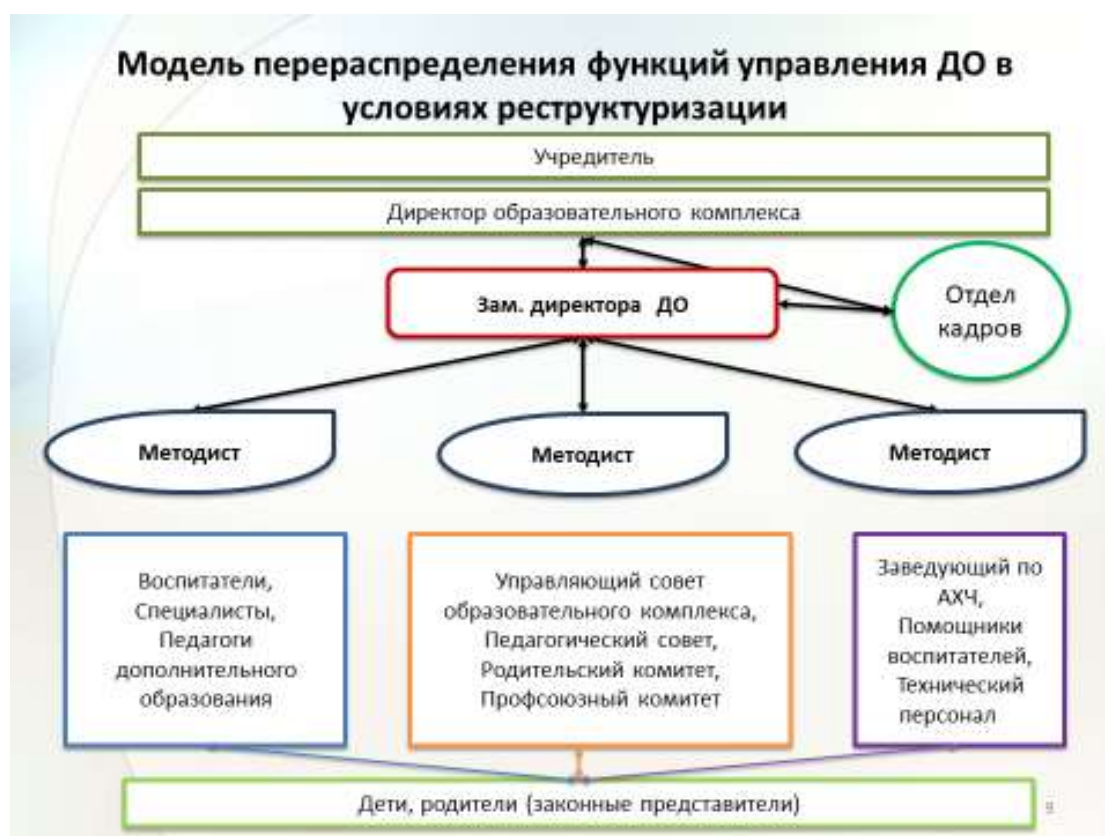 Модель перераспределения функций управления ДО в
условиях реструктуризации
Учредитель
Директор образовательного комплекса
Зам. директора ДО
Отдел
кадров
Методист
Методист
Методист
Воспитатели,
Специалисты,
Педагоги
дополнительного
образования
Управляющий совет
образовательного комплекса,
Педагогический совет,
Родительский комитет,
Профсоюзный комитет
Заведующий по
АХЧ,
Помощники
воспитателей,
Технический
персонал
Дети, родители (законные представители)